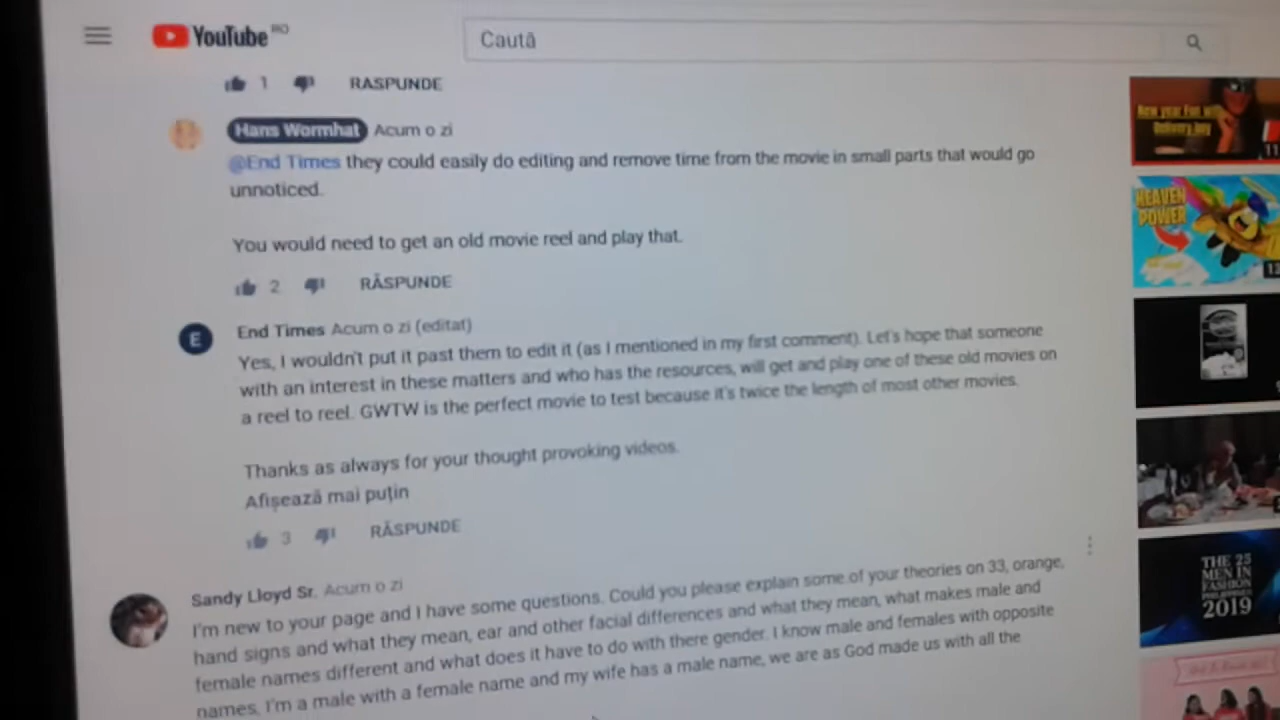 YouTube RO
Caută
1 RĂSPUNDE
Hans Wormhat Acum o zi
@End Times they could easily do editing and remove time from the movie in small parts that would go
unnoticed.
You would need to get an old movie reel and play that.
2 RĂSPUNDE
E
End Times Acum o zi (editat)
Yes, I wouldn't put it past them to edit it (as I mentioned in my first comment). Let's hope that someone
with an interest in these matters and who has the resources, will get and play one of these old movies on
a reel to reel. GWTW is the perfect movie to test because it's twice the length of most other movies.
Thanks as always for your thought provoking videos.
Afișează mai puțin
3 RĂSPUNDE
Sandy Lloyd Sr. Acum o zi
I'm new to your page and I have some questions. Could you please explain some of your theories on 33, orange,
hand signs and what they mean, ear and other facial differences and what they mean, what makes male and
female names different and what does it have to do with there gender. I know male and females with opposite
names. I'm a male with a female name and my wife has a male name, we are as God made us with all the
New year Fun with
Delivery boy
HEAVEN
POWER
THE 25
MEN IN
FASHION
PHILIPPINES
2019